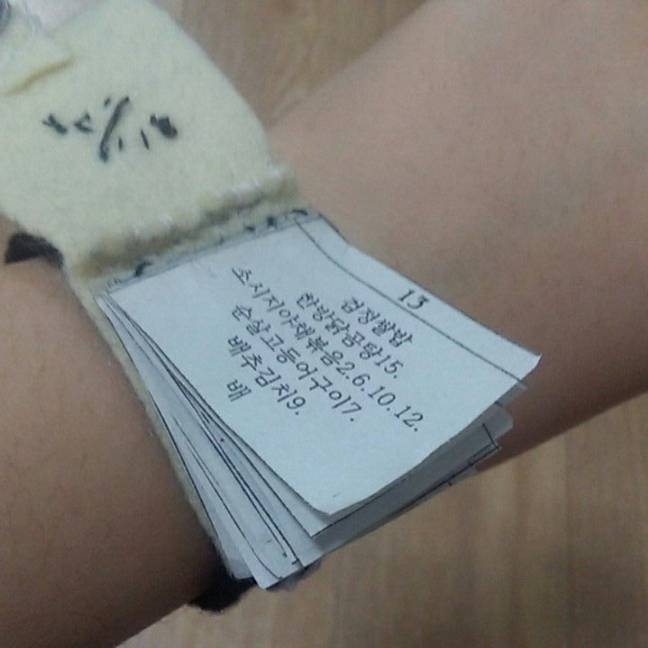 13
검정쌀밥
한방닭곰탕15.
소시지야채볶음2.6.10.12.
순살고등어구이7.
배추김치9.
배